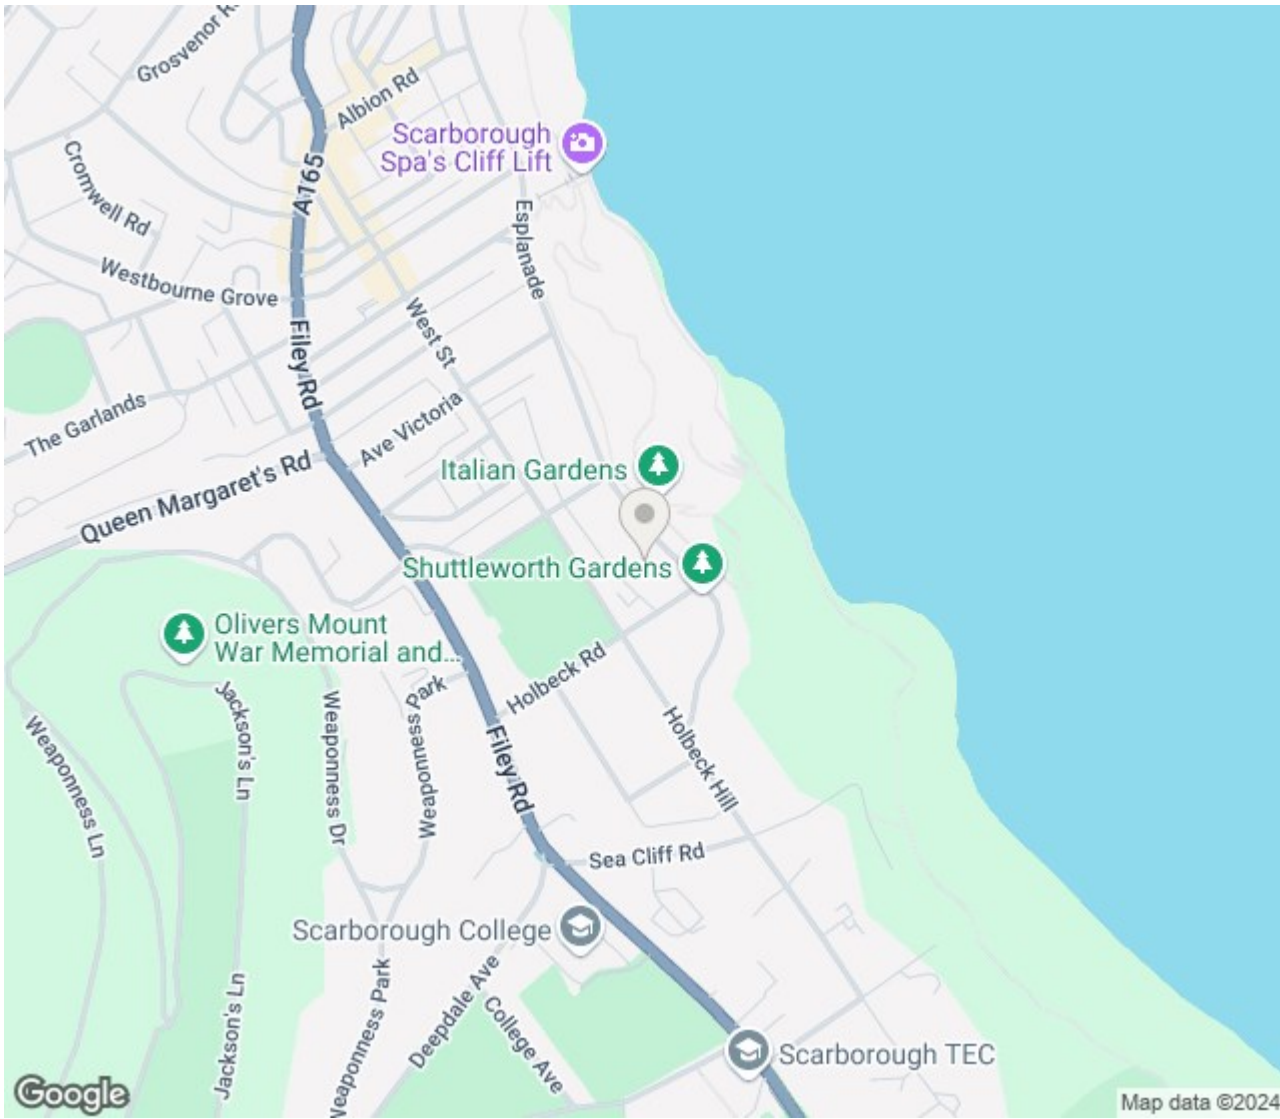 Grosvenor Rd
Albion Rd
Scarborough
Spa's Cliff Lift
Cromwell Rd
A165
Esplanade
Westbourne Grove
West St
Filey Rd
The Garlands
Ave Victoria
Italian Gardens
Queen Margaret's Rd
Shuttleworth Gardens
Olivers Mount
War Memorial and...
Holbeck Rd
Jackson's Ln
Weaponness Park
Weaponness Dr
Weaponness Ln
Filey Rd
Holbeck Hill
Sea Cliff Rd
Scarborough College
Weaponness Park
Deepdale Ave
Jackson's Ln
College Ave
Scarborough TEC
Google
Map data ©2024